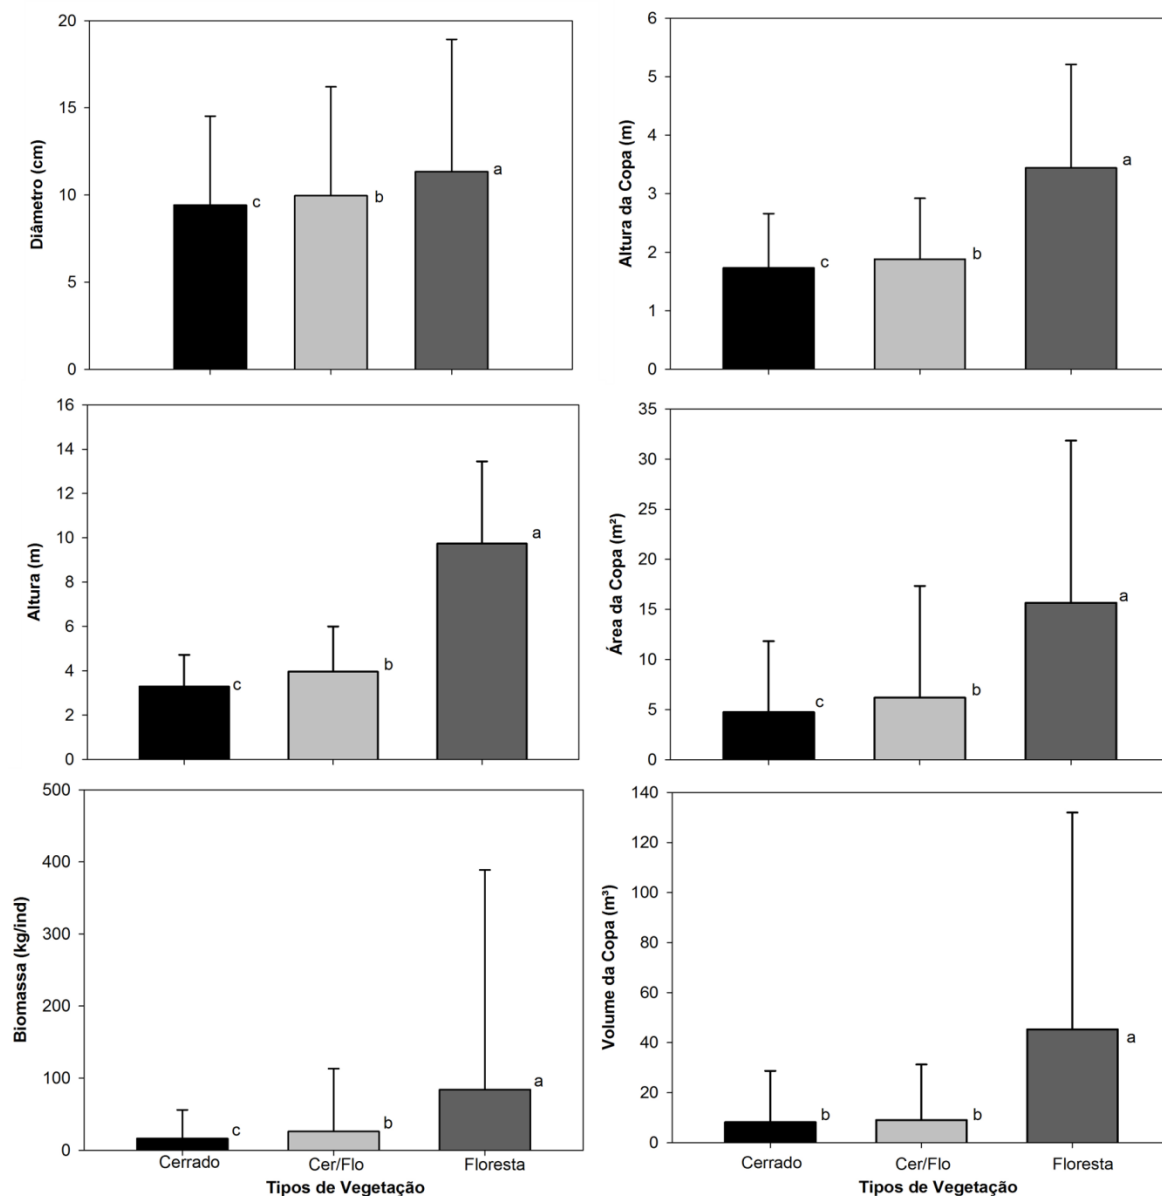 Diâmetro (cm)
20
15
10
5
0
c
b
a
Altura da Copa (m)
6
5
4
3
2
1
0
c
b
a
Altura (m)
16
14
12
10
8
6
4
2
0
c
b
a
Área da Copa (m²)
35
30
25
20
15
10
5
0
c
b
a
Biomassa (kg/ind)
500
400
300
200
100
0
c
b
a
Cerrado Cer/Flo Floresta
Tipos de Vegetação
Volume da Copa (m³)
140
120
100
80
60
40
20
0
b
b
a
Cerrado Cer/Flo Floresta
Tipos de Vegetação